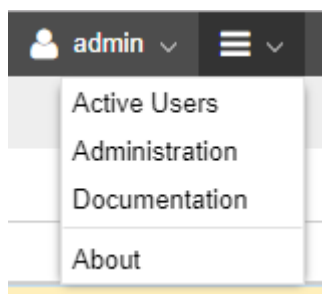 admin
Active Users
Administration
Documentation
About